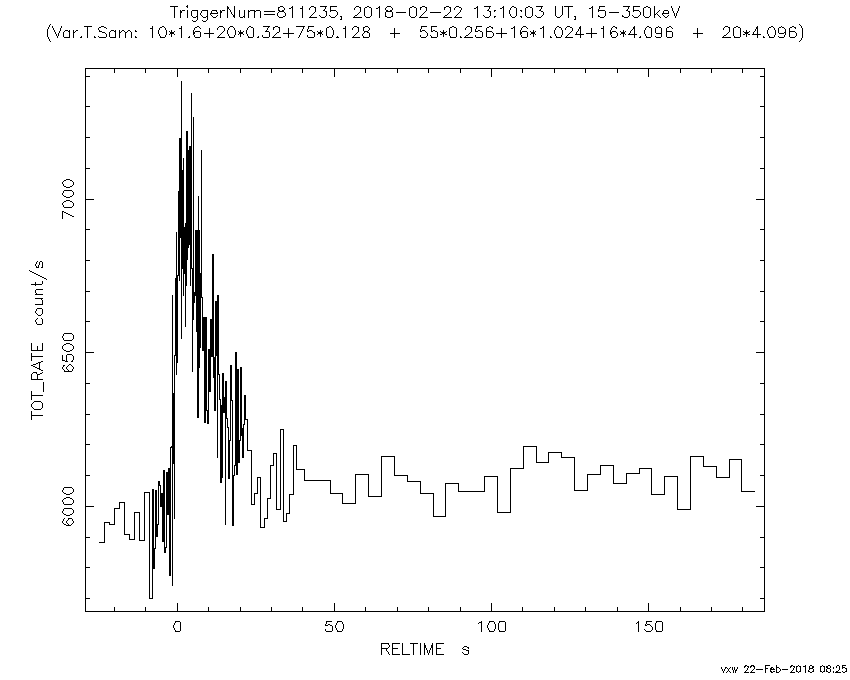 TriggerNum=811235, 2018-02-22 13:10:03 UT, 15-350keV
(Var.T.Sam: 10*1.6+20*0.32+75*0.128 + 55*0.256+16*1.024+16*4.096 + 20*4.096)
TOT_RATE count/s
7000
6500
6000
0 50 100 150
RELTIME s
vxw 22-Feb-2018 08:25